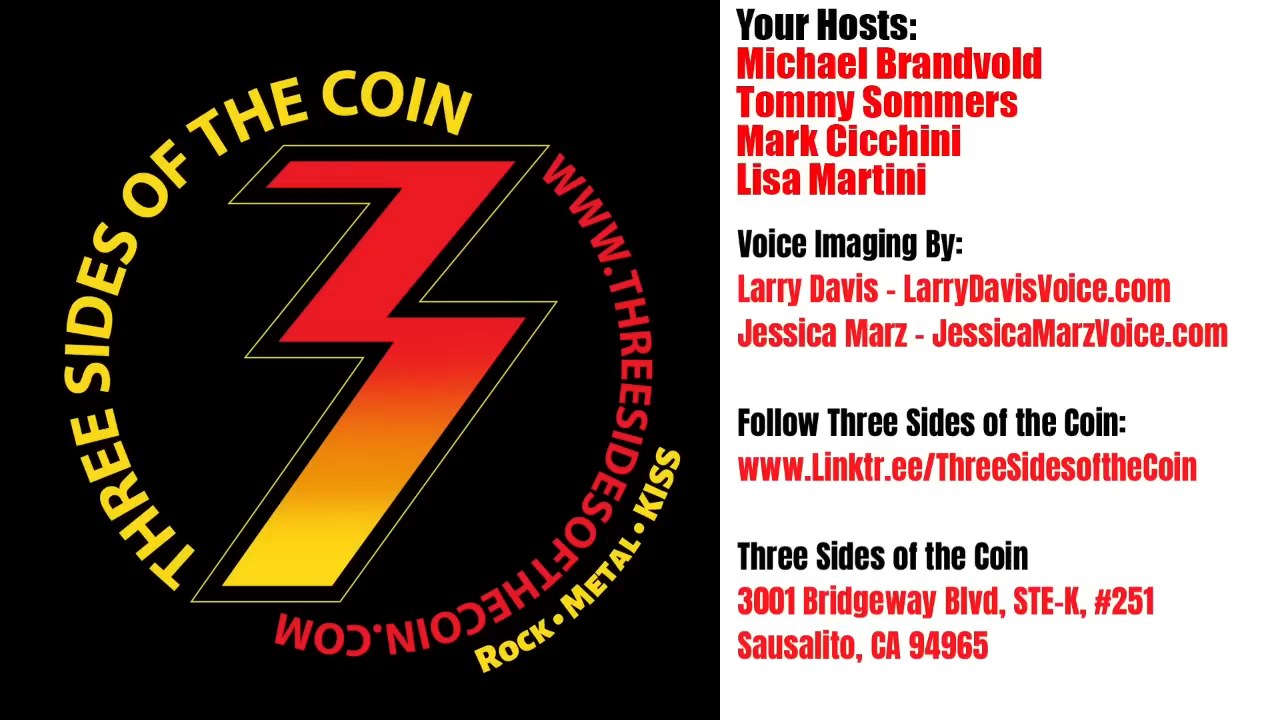 THREE SIDES OF THE COIN
WWW.THREESIDESOFTHECOIN.COM
ROCK • METAL • KISS
Your Hosts:
Michael Brandvold
Tommy Sommers
Mark Cicchini
Lisa Martini
Voice Imaging By:
Larry Davis - LarryDavisVoice.com
Jessica Marz - JessicaMarzVoice.com
Follow Three Sides of the Coin:
www.Linktr.ee/ThreeSidesoftheCoin
Three Sides of the Coin
3001 Bridgeway Blvd, STE-K, #251
Sausalito, CA 94965